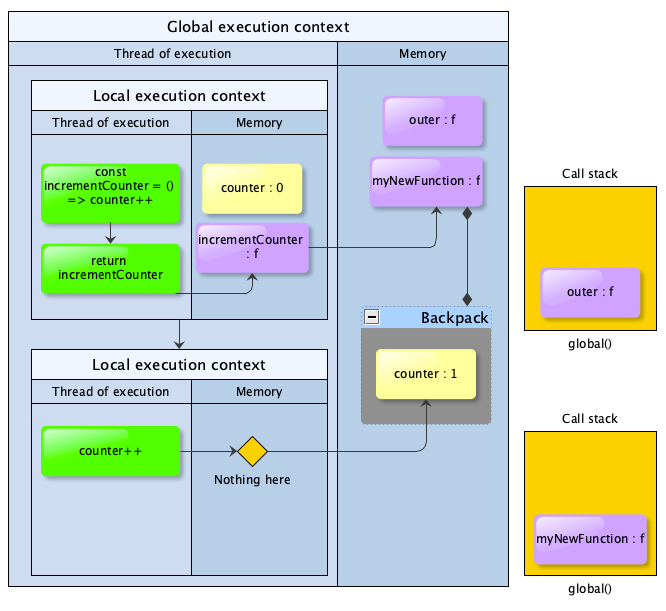 Global execution context
Thread of execution
Memory
Local execution context
Thread of execution
Memory
const
incrementCounter = ()
=> counter++
return
incrementCounter
counter : 0
incrementCounter
: f
outer : f
myNewFunction : f
Backpack
counter : 1
Local execution context
Thread of execution
Memory
counter++
Nothing here
Call stack
outer : f
global()
Call stack
myNewFunction : f
global()